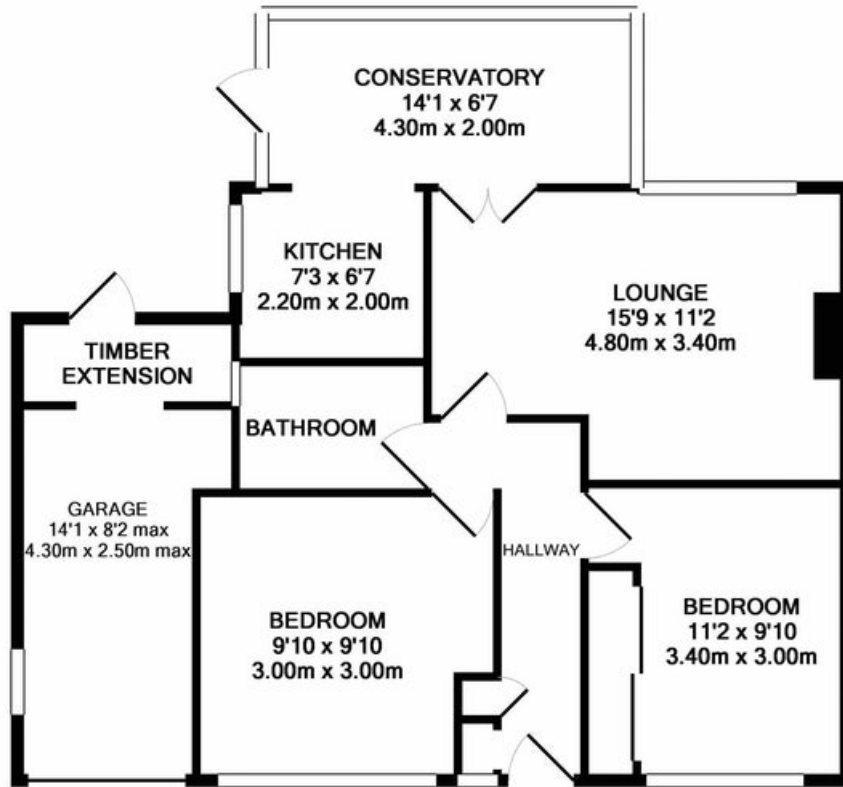 CONSERVATORY
14'1 x 6'7
4.30m x 2.00m
KITCHEN
7'3 x 6'7
2.20m x 2.00m
LOUNGE
15'9 x 11'2
4.80m x 3.40m
TIMBER
EXTENSION
BATHROOM
GARAGE
14'1 x 8'2 max
4.30m x 2.50m max
HALLWAY
BEDROOM
9'10 x 9'10
3.00m x 3.00m
BEDROOM
11'2 x 9'10
3.40m x 3.00m